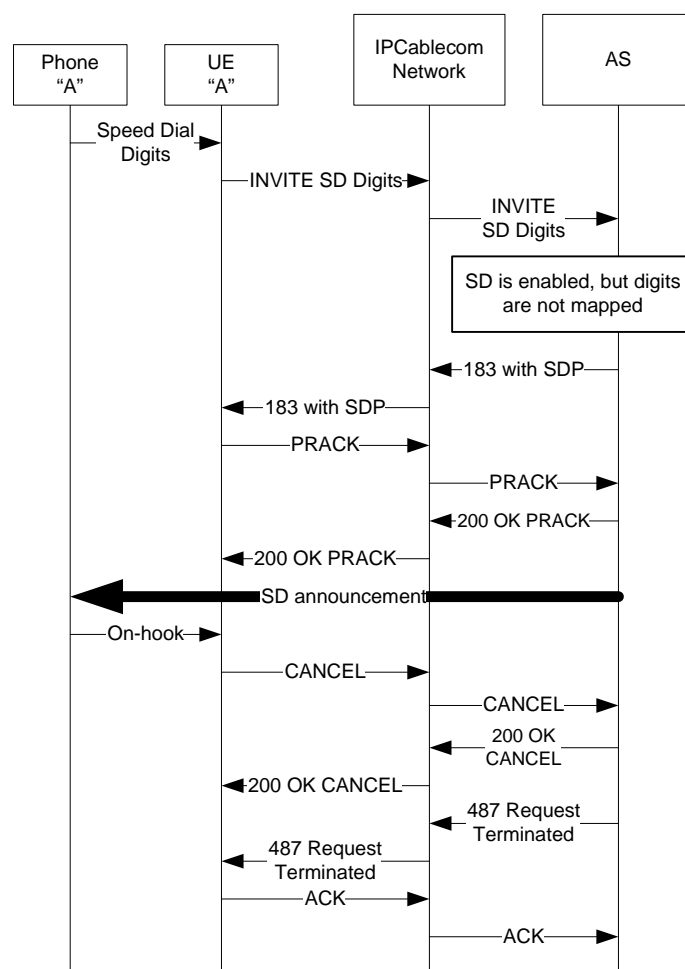 Phone
“A”
UE
“A”
IPCablecom
Network
AS
Speed Dial
Digits
INVITE SD Digits
INVITE
SD Digits
SD is enabled, but digits
are not mapped
183 with SDP
183 with SDP
PRACK
PRACK
200 OK PRACK
200 OK PRACK
SD announcement
On-hook
CANCEL
CANCEL
200 OK
CANCEL
200 OK CANCEL
487 Request
Terminated
487 Request
Terminated
ACK
ACK